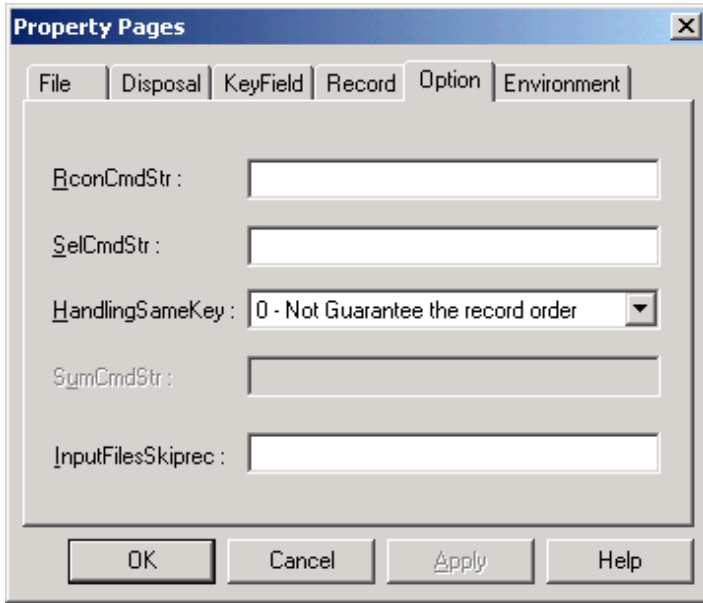 Property Pages
File Disposal KeyField Record Option Environment
RconCmdStr :
SelCmdStr :
HandlingSameKey : 0 - Not Guarantee the record order
SumCmdStr :
InputFilesSkiprec :
OK Cancel Apply Help